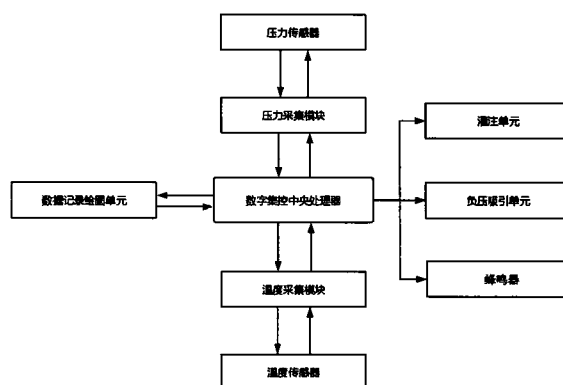 压力传感器
压力采集模块
灌注单元
数据记录绘图单元
数字集控中央处理器
负压吸引单元
蜂鸣器
温度采集模块
温度传感器